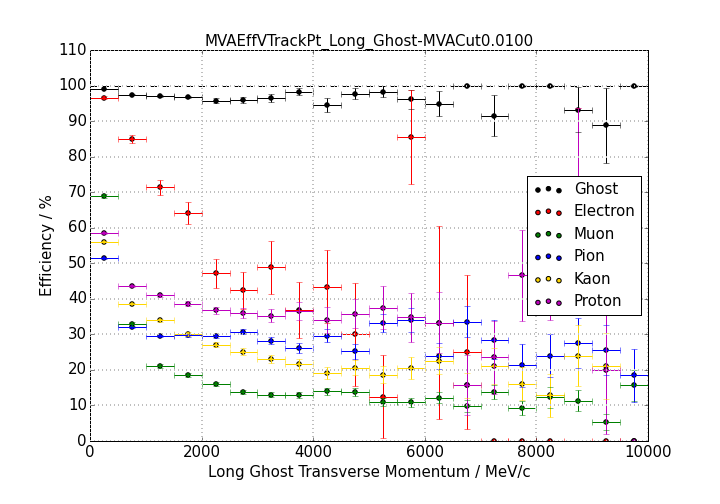 MVAEffVTrackPt_Long_Ghost-MVACut0.0100
110
100
90
80
70
60
50
40
30
20
10
0
Efficiency / %
Ghost
Electron
Muon
Pion
Kaon
Proton
0 2000 4000 6000 8000 10000
Long Ghost Transverse Momentum / MeV/c